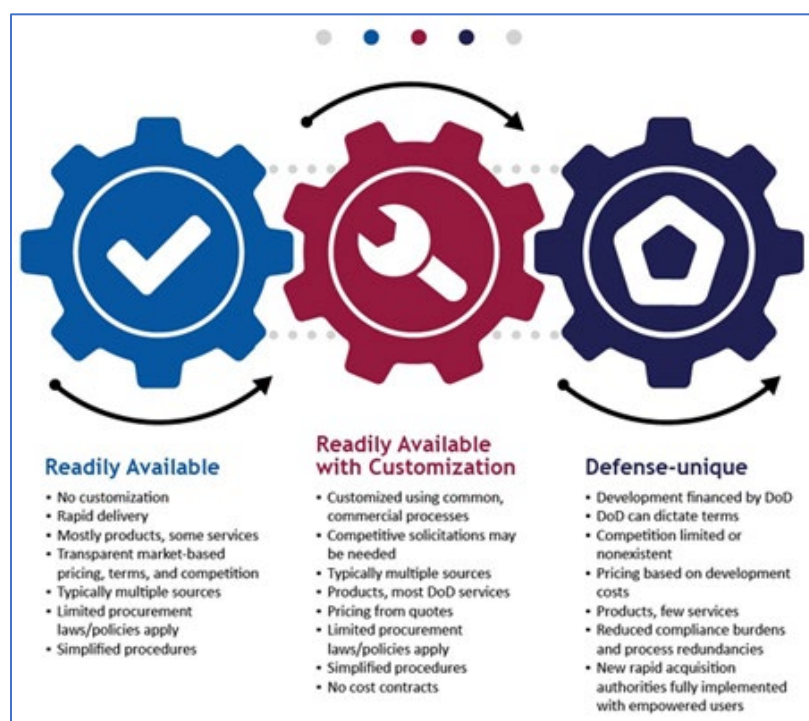 Readily Available
• No customization
• Rapid delivery
• Mostly products, some services
• Transparent market-based
pricing, terms, and competition
• Typically multiple sources
• Limited procurement
laws/policies apply
• Simplified procedures
Readily Available
with Customization
• Customized using common,
commercial processes
• Competitive solicitations may
be needed
• Typically multiple sources
• Products, most DoD services
• Pricing from quotes
• Limited procurement
laws/policies apply
• Simplified procedures
• No cost contracts
Defense-unique
• Development financed by DoD
• DoD can dictate terms
• Competition limited or
nonexistent
• Pricing based on development
costs
• Products, few services
• Reduced compliance burdens
and process redundancies
• New rapid acquisition
authorities fully implemented
with empowered users